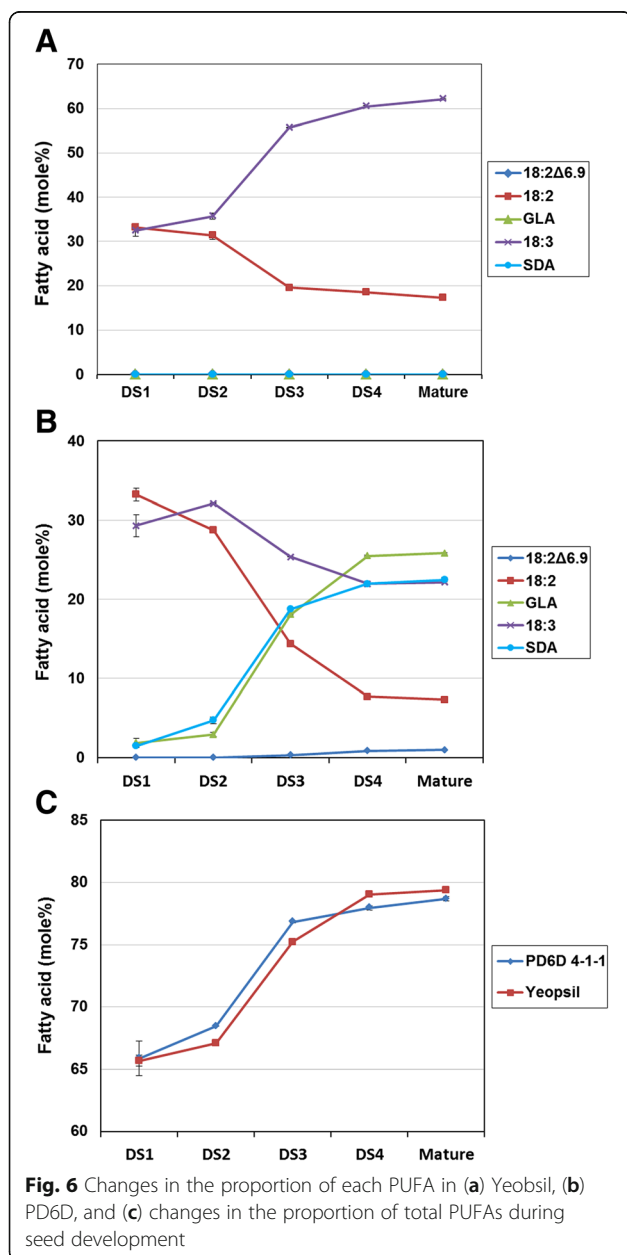 A
70
60
50
40
30
20
10
0
Fatty acid (mole%)
DS1 DS2 DS3 DS4 Mature
18:2Δ6.9
18:2
GLA
18:3
SDA
B
40
30
20
10
0
Fatty acid (mole%)
DS1 DS2 DS3 DS4 Mature
18:2Δ6.9
18:2
GLA
18:3
SDA
C
85
80
75
70
65
60
Fatty acid (mole%)
DS1 DS2 DS3 DS4 Mature
PD6D 4-1-1
Yeopsil
Fig. 6 Changes in the proportion of each PUFA in (a) Yeobsil, (b)
PD6D, and (c) changes in the proportion of total PUFAs during
seed development